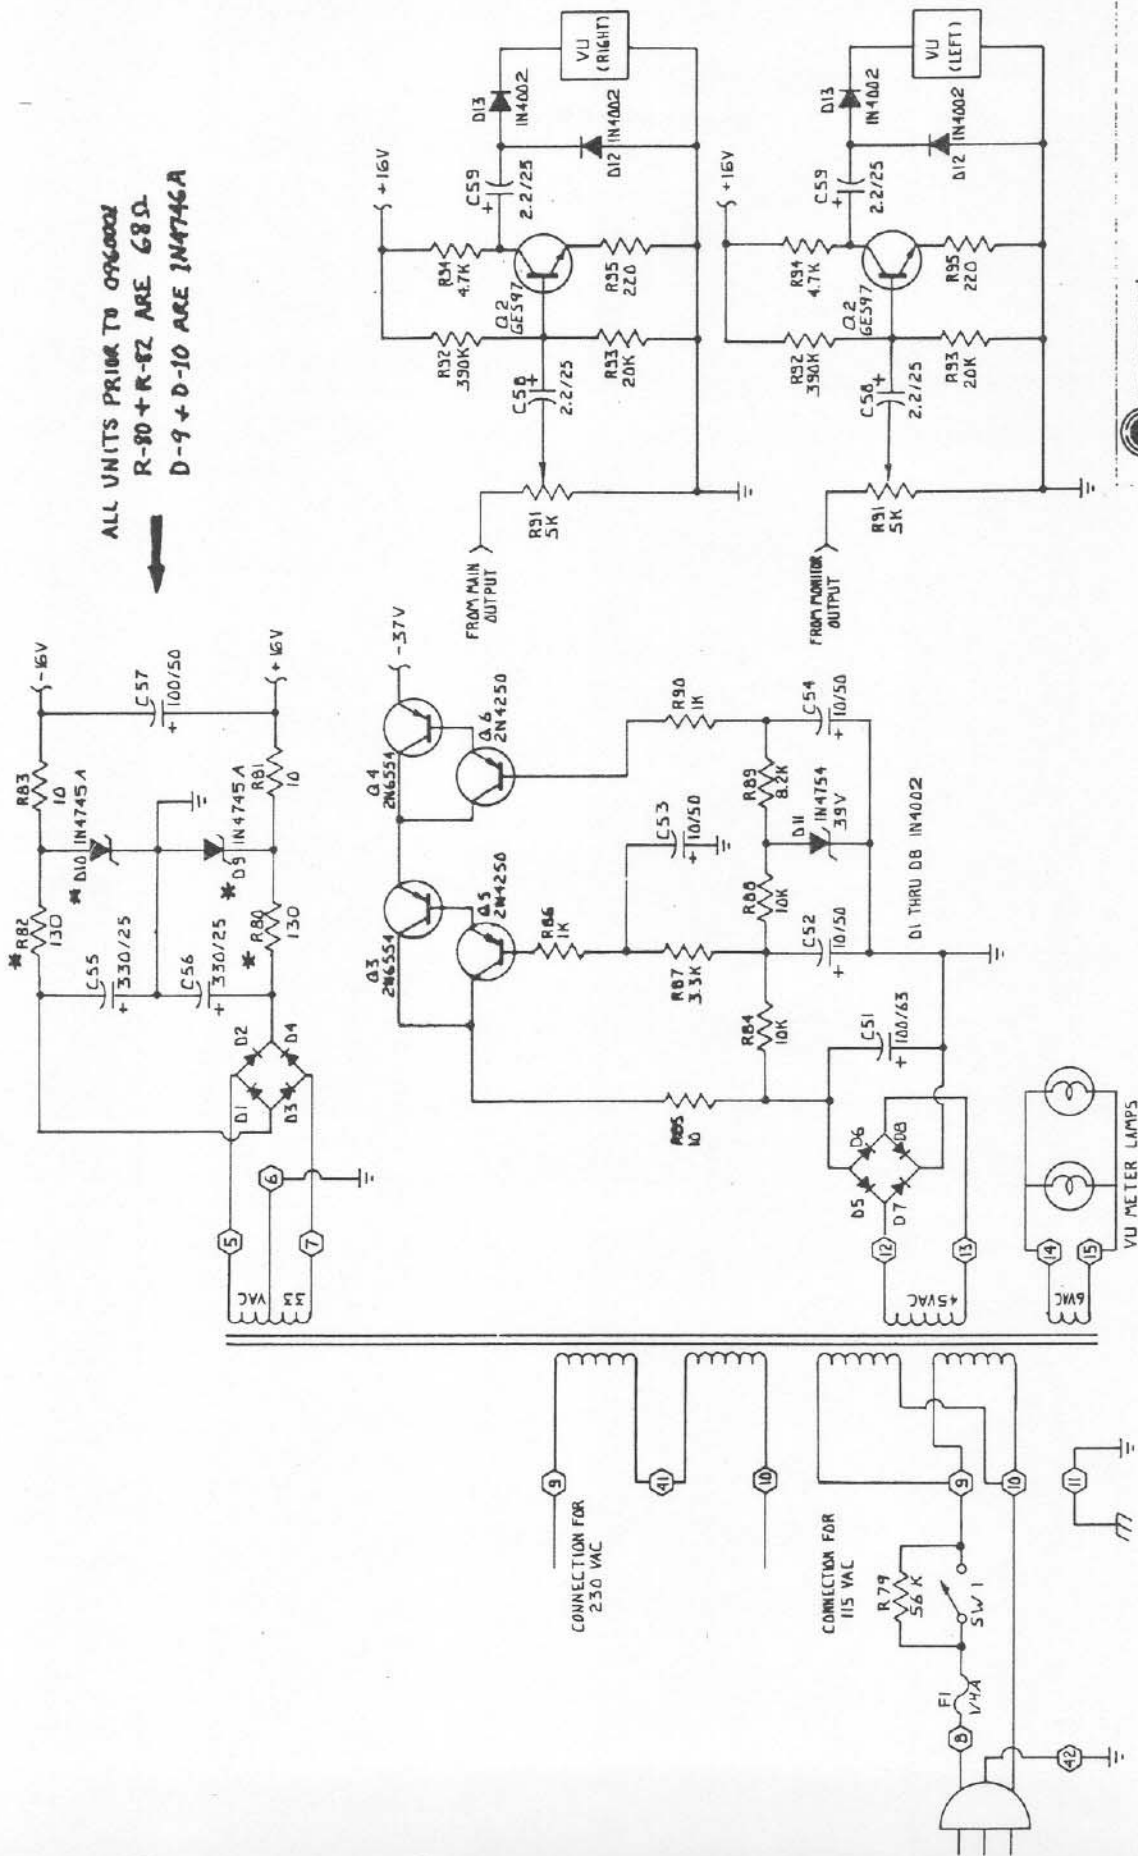 ALL UNITS PRIOR TO 0960002
R-80 + R-82 ARE 68Ω
D-9 + D-10 ARE 1N4746A
*
R82
130
R83
10
-16V
C55
330/25
+
*
D10
1N4745A
C57
100/50
+
C56
330/25
+
*
D9
1N4745A
*
R80
130
R81
10
+16V
D1
D2
D3
D4
5
6
7
33
VAC
Q3
2N6554
Q4
2N6554
-37V
Q5
2N4250
Q6
2N4250
R86
1K
R90
1K
C53
10/50
+
R85
10
R87
3.3K
R84
10K
R88
10K
R89
8.2K
C51
100/63
+
C52
10/50
+
D11
1N4754
39V
C54
10/50
+
D1 THRU D8 1N4002
D5
D6
D7
D8
12
13
45VAC
14
15
6VAC
VU METER LAMPS
FROM MAIN
OUTPUT
R91
5K
C58
2.2/25
+
R92
390K
R93
20K
Q2
GES97
R94
4.7K
R95
220
+16V
C59
2.2/25
+
D13
1N4002
D12
1N4002
VU
(RIGHT)
FROM MONITOR
OUTPUT
R91
5K
C58
2.2/25
+
R92
390K
R93
20K
Q2
GES97
R94
4.7K
R95
220
+16V
C59
2.2/25
+
D13
1N4002
D12
1N4002
VU
(LEFT)
9
41
10
CONNECTION FOR
230 VAC
CONNECTION FOR
115 VAC
R79
56K
SW1
F1
1/4A
8
9
10
11
42